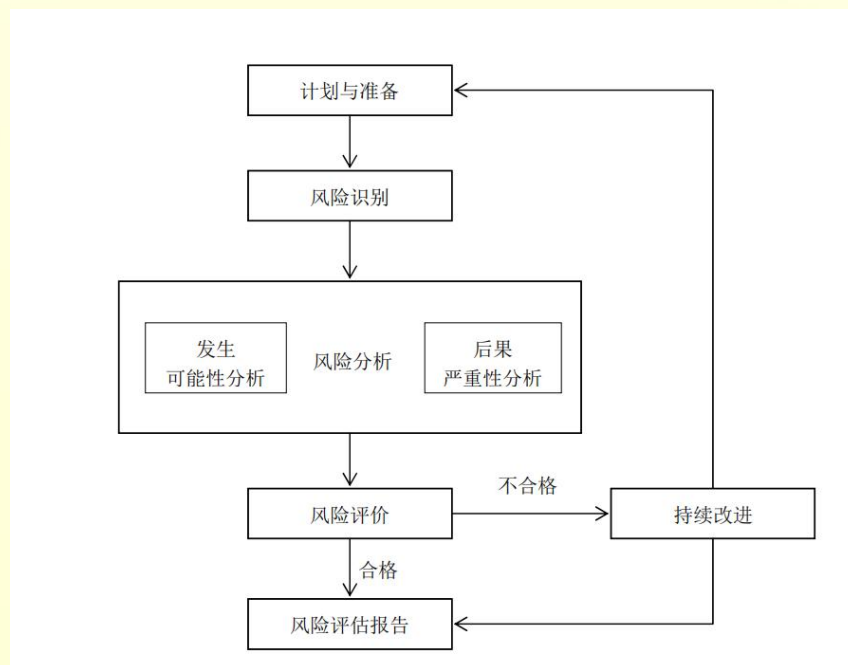 计划与准备
风险识别
发生
可能性分析
风险分析
后果
严重性分析
风险评价
不合格
持续改进
合格
风险评估报告